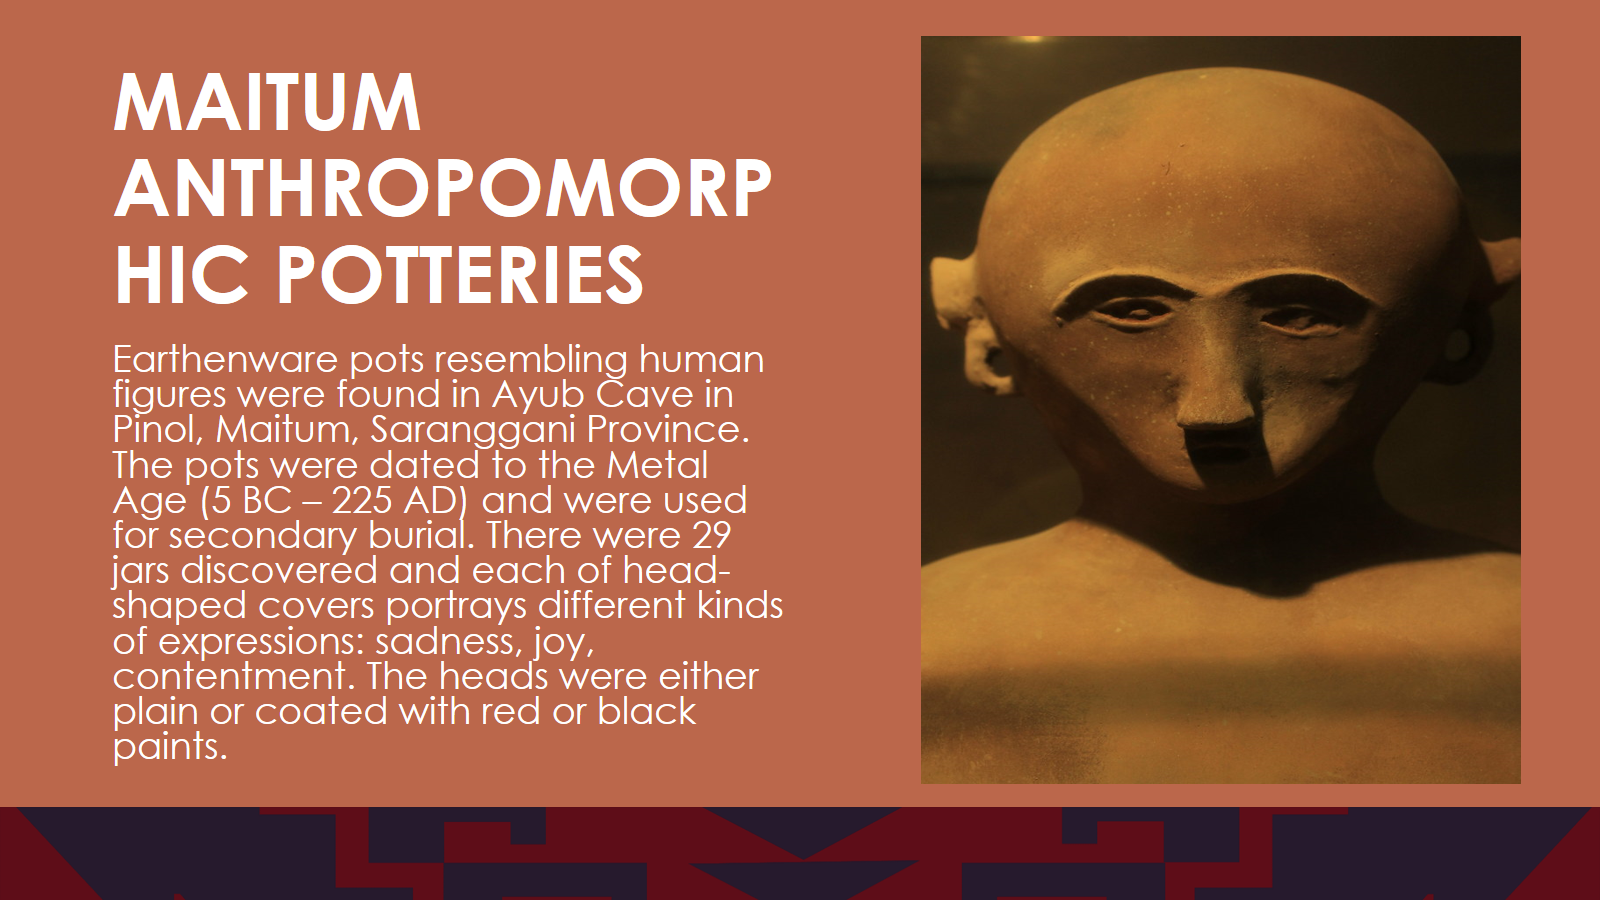 MAITUM
ANTHROPOMORP
HIC POTTERIES
Earthenware pots resembling human
figures were found in Ayub Cave in
Pinol, Maitum, Saranggani Province.
The pots were dated to the Metal
Age (5 BC – 225 AD) and were used
for secondary burial. There were 29
jars discovered and each of head-
shaped covers portrays different kinds
of expressions: sadness, joy,
contentment. The heads were either
plain or coated with red or black
paints.